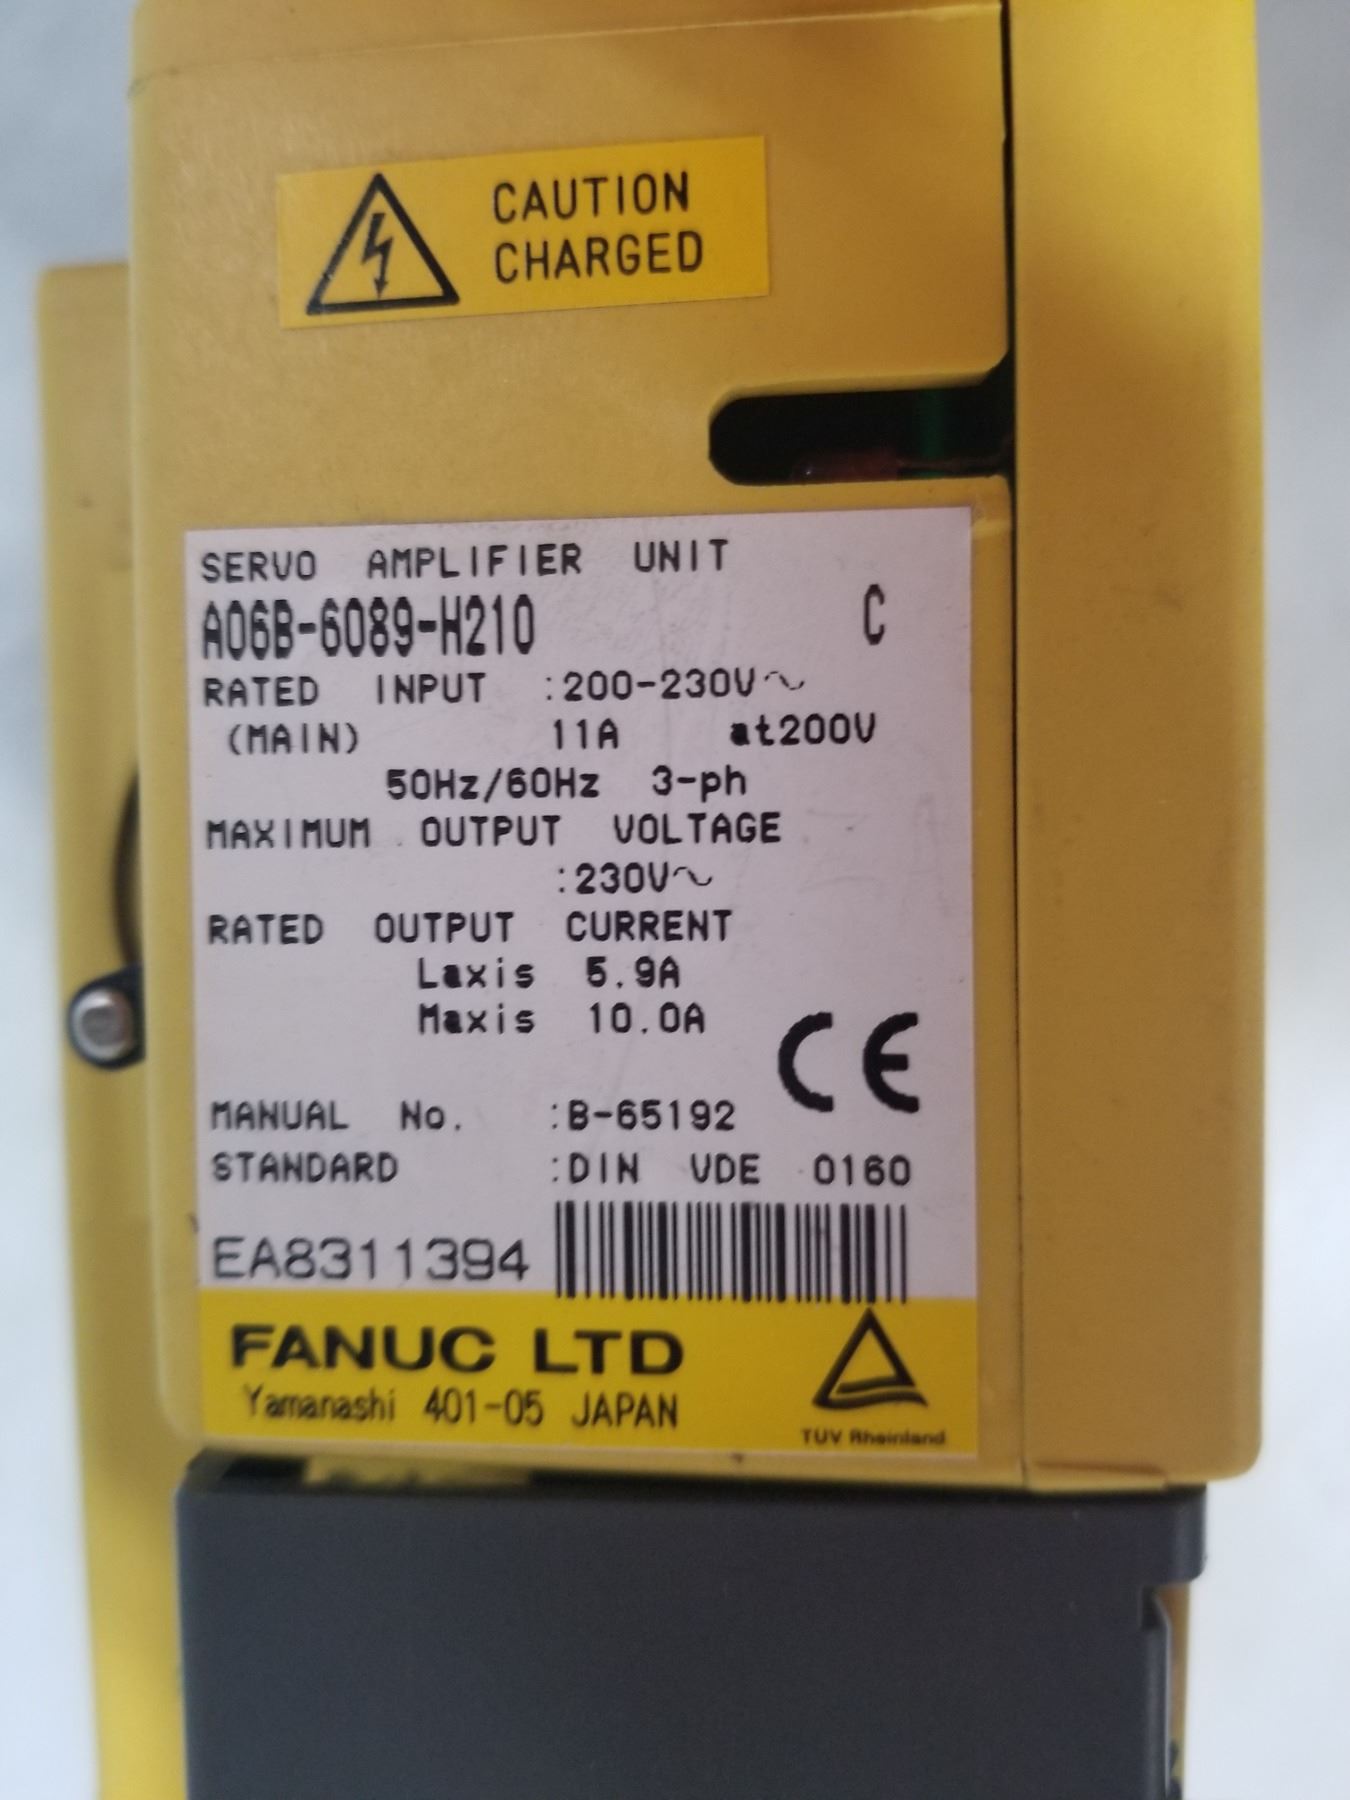 CAUTION
CHARGED
SERVO AMPLIFIER UNIT
A06B-6089-H210 C
RATED INPUT :200-230V~
(MAIN) 11A at200V
50Hz/60Hz 3-ph
MAXIMUM OUTPUT VOLTAGE
:230V~
RATED OUTPUT CURRENT
Laxis 5.9A
Maxis 10.0A
CE
MANUAL No. :B-65192
STANDARD :DIN VDE 0160
EA8311394
FANUC LTD
Yamanashi 401-05 JAPAN
TÜV Rheinland